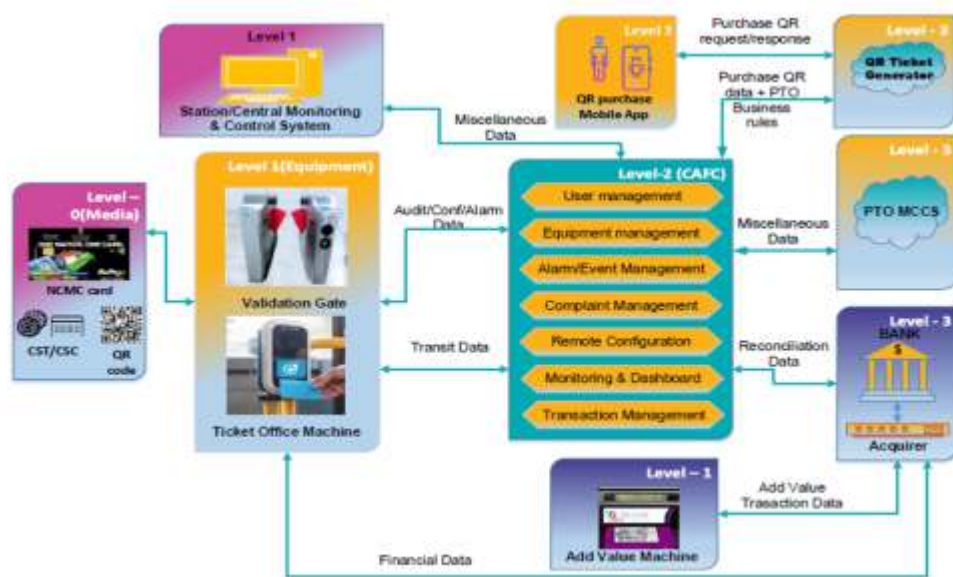 Level 1
Station/Central Monitoring
& Control System
Miscellaneous
Data
QR purchase
Mobile App
Purchase QR
request/response
Purchase QR
data + PTO
Business
rules
Level - 3
QR Ticket
Generator
Level - 3
PTO MCCS
Miscellaneous
Data
Level –
0(Media)
NCMC card
CST/CSC
QR
code
Level 1(Equipment)
Validation Gate
Ticket Office Machine
Audit/Conf/Alarm
Data
Transit Data
Level-2 (CAFC)
User management
Equipment management
Alarm/Event Management
Complaint Management
Remote Configuration
Monitoring & Dashboard
Transaction Management
Reconciliation
Data
Level - 3
BANK
$
Acquirer
Level – 1
Add Value Machine
Add Value
Trasaction Data
Financial Data